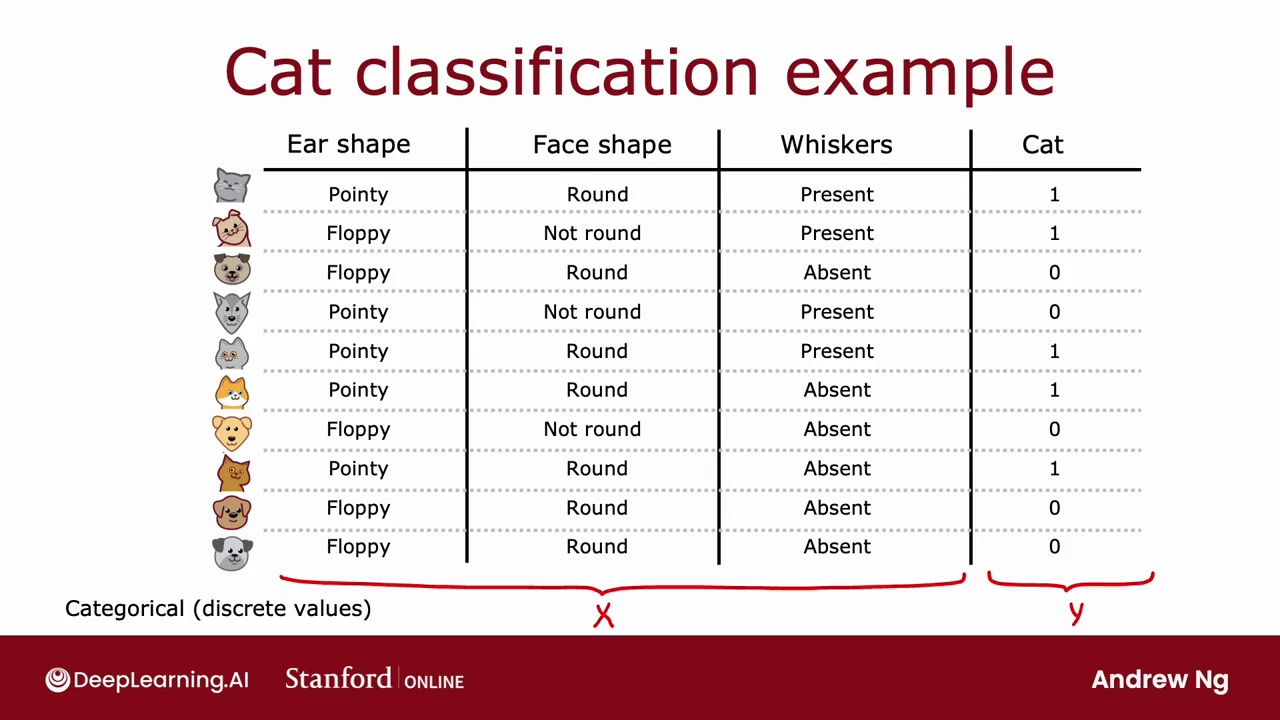 Cat classification example
Ear shape Face shape Whiskers Cat
Pointy Round Present 1
Floppy Not round Present 1
Floppy Round Absent 0
Pointy Not round Present 0
Pointy Round Present 1
Pointy Round Absent 1
Floppy Not round Absent 0
Pointy Round Absent 1
Floppy Round Absent 0
Floppy Round Absent 0
Categorical (discrete values) X y
DeepLearning.AI Stanford | ONLINE Andrew Ng